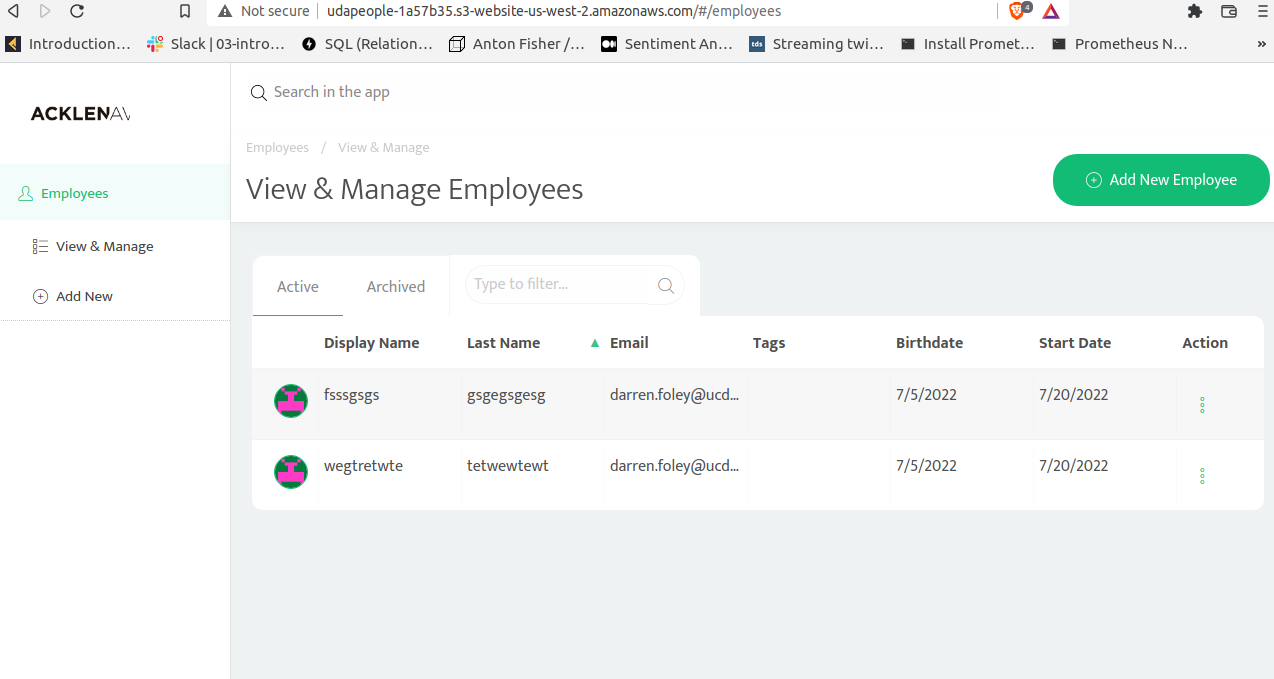 Not secure udapeople-1a57b35.s3-website-us-west-2.amazonaws.com/#/employees 4
Introduction... Slack | 03-intro... SQL (Relation... Anton Fisher /... Sentiment An... tds Streaming twi... Install Promet... Prometheus N... »
Search in the app
ACKLENAV
Employees / View & Manage
View & Manage Employees
Add New Employee
Employees
View & Manage
Add New
Active Archived Type to filter...
Display Name Last Name ▲ Email Tags Birthdate Start Date Action
fsssgsgs gsgegsgesg darren.foley@ucd... 7/5/2022 7/20/2022
wegtretwte tetwewtewt darren.foley@ucd... 7/5/2022 7/20/2022